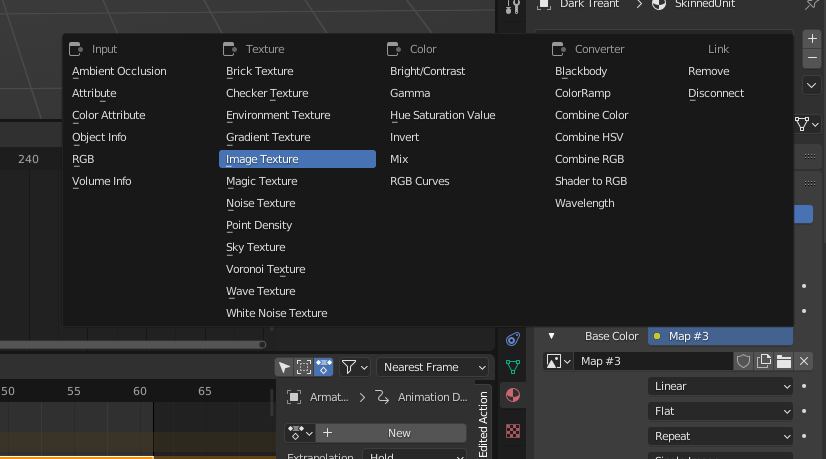 Dark Treant > SkinnedUnit
Input
Ambient Occlusion
Attribute
Color Attribute
Object Info
RGB
Volume Info
Texture
Brick Texture
Checker Texture
Environment Texture
Gradient Texture
Image Texture
Magic Texture
Noise Texture
Point Density
Sky Texture
Voronoi Texture
Wave Texture
White Noise Texture
Color
Bright/Contrast
Gamma
Hue Saturation Value
Invert
Mix
RGB Curves
Converter
Blackbody
ColorRamp
Combine Color
Combine HSV
Combine RGB
Shader to RGB
Wavelength
Link
Remove
Disconnect
240
Base Color Map #3
Map #3
Linear
Flat
Repeat
Nearest Frame
50 55 60 65
Armat... > Animation D...
+ New
Extrapolation Hold
Edited Action